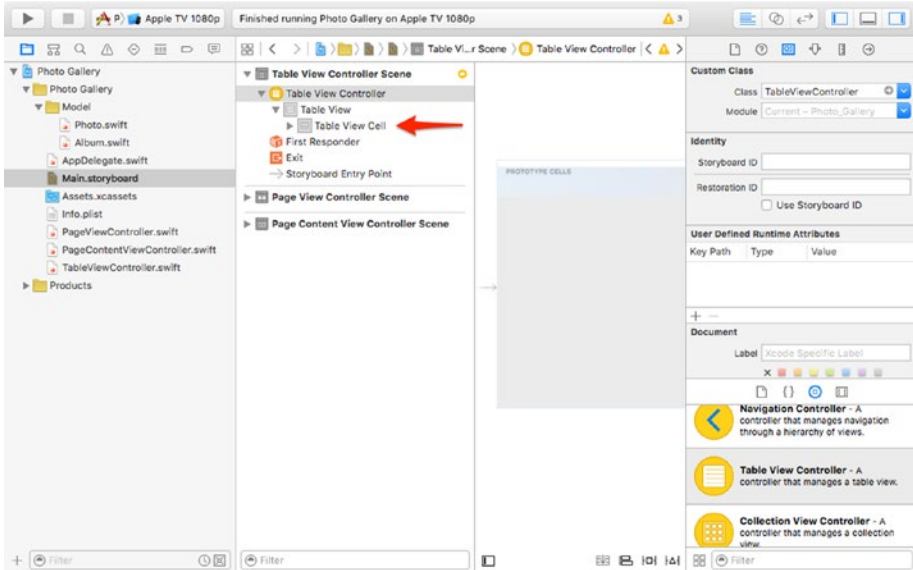 P) Apple TV 1080p
Finished running Photo Gallery on Apple TV 1080p
3
Table Vi...r Scene
Table View Controller
Photo Gallery
Photo Gallery
Model
Photo.swift
Album.swift
AppDelegate.swift
Main.storyboard
Assets.xcassets
Info.plist
PageViewController.swift
PageContentViewController.swift
TableViewController.swift
Products
Filter
Table View Controller Scene
Table View Controller
Table View
Table View Cell
First Responder
Exit
Storyboard Entry Point
Page View Controller Scene
Page Content View Controller Scene
Filter
PROTOTYPE CELLS
Custom Class
Class TableViewController
Module Current – Photo_Gallery
Identity
Storyboard ID
Restoration ID
Use Storyboard ID
User Defined Runtime Attributes
Key Path Type Value
Document
Label Xcode Specific Label
Navigation Controller - A
controller that manages navigation
through a hierarchy of views.
Table View Controller - A
controller that manages a table view.
Collection View Controller - A
controller that manages a collection
view.
Filter